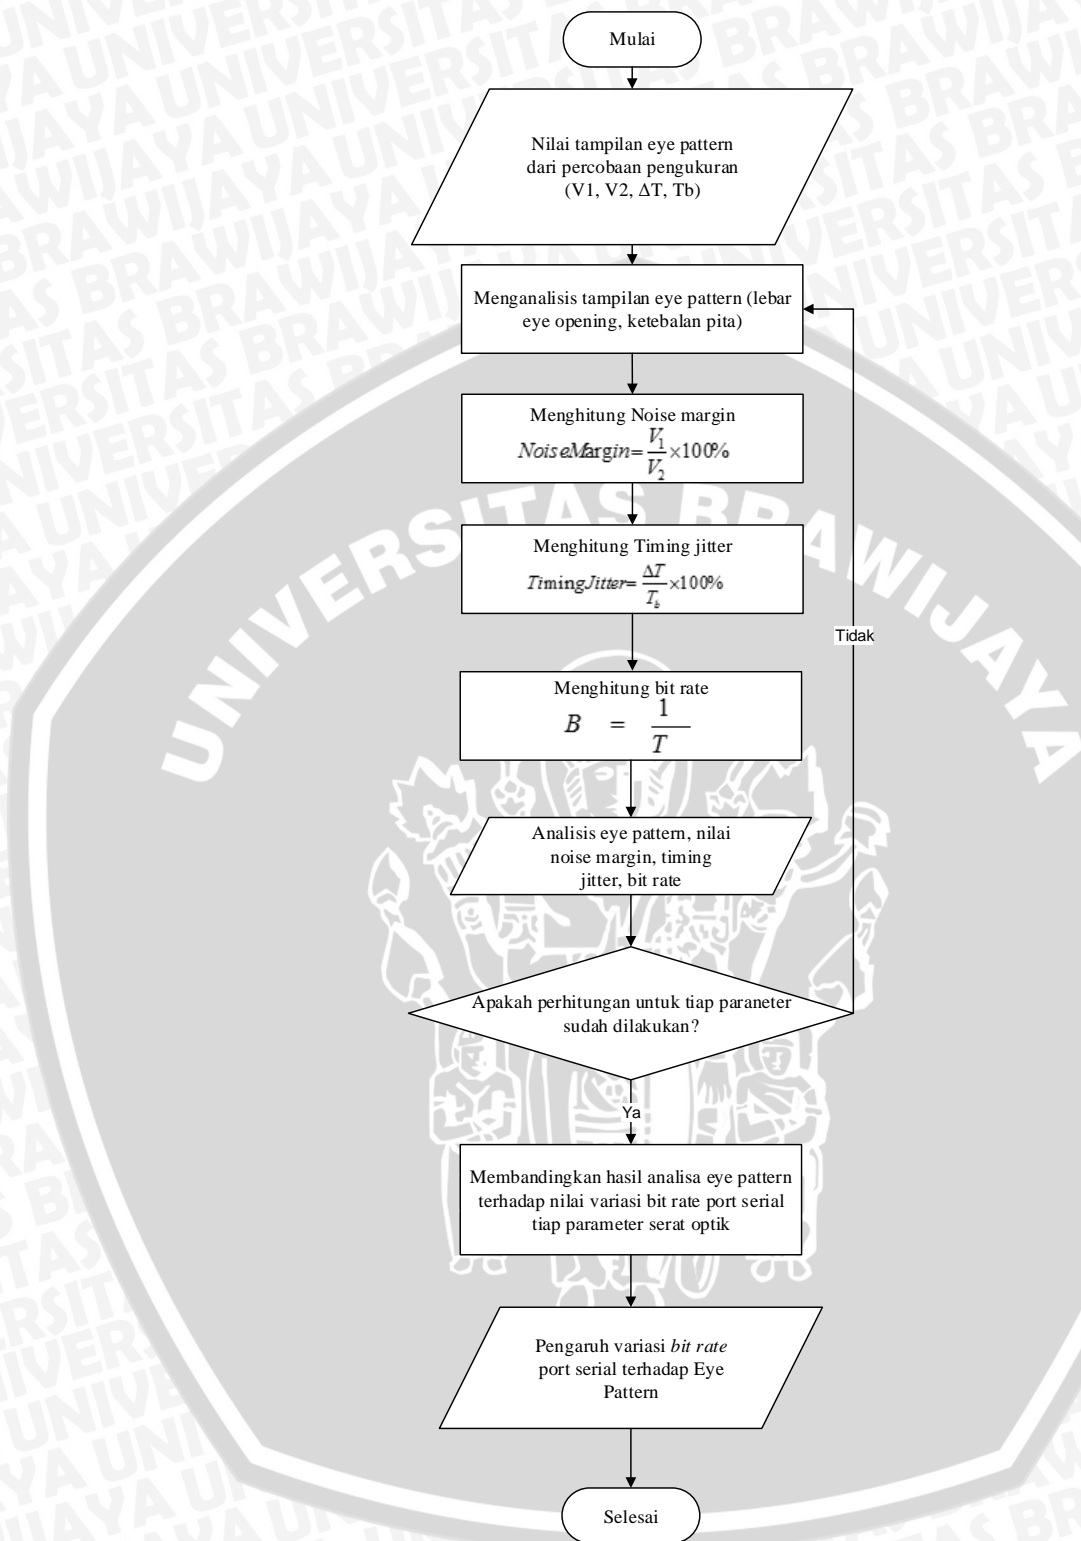 Mulai
Nilai tampilan eye pattern
dari percobaan pengukuran
(V1, V2, ΔT, Tb)
Menganalisis tampilan eye pattern (lebar
eye opening, ketebalan pita)
Menghitung Noise margin
NoiseMargin = V₁/V₂ ×100%
Menghitung Timing jitter
TimingJitter = ΔT/T_b ×100%
Menghitung bit rate
B = 1/T
Analisis eye pattern, nilai
noise margin, timing
jitter, bit rate
Apakah perhitungan untuk tiap paraneter
sudah dilakukan?
Tidak
Ya
Membandingkan hasil analisa eye pattern
terhadap nilai variasi bit rate port serial
tiap parameter serat optik
Pengaruh variasi bit rate
port serial terhadap Eye
Pattern
Selesai
UNIVERSITAS BRAWIJAYA